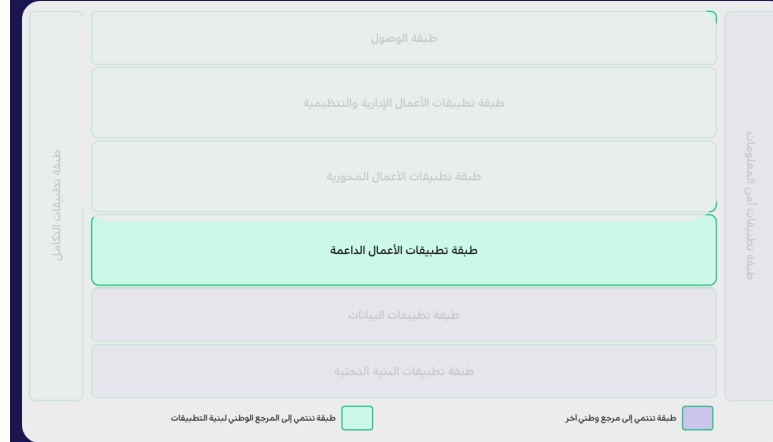 طبقة الوصول
طبقة تطبيقات الأعمال الإدارية والتنظيمية
طبقة تطبيقات الأعمال المحورية
طبقة تطبيقات الأعمال الداعمة
طبقة تطبيقات البيانات
طبقة تطبيقات البنية التحتية
طبقة تطبيقات أمن المعلومات
طبقة تطبيقات التكامل
طبقة تنتمي إلى مرجع وطني آخر
طبقة تنتمي إلى المرجع الوطني لبنية التطبيقات